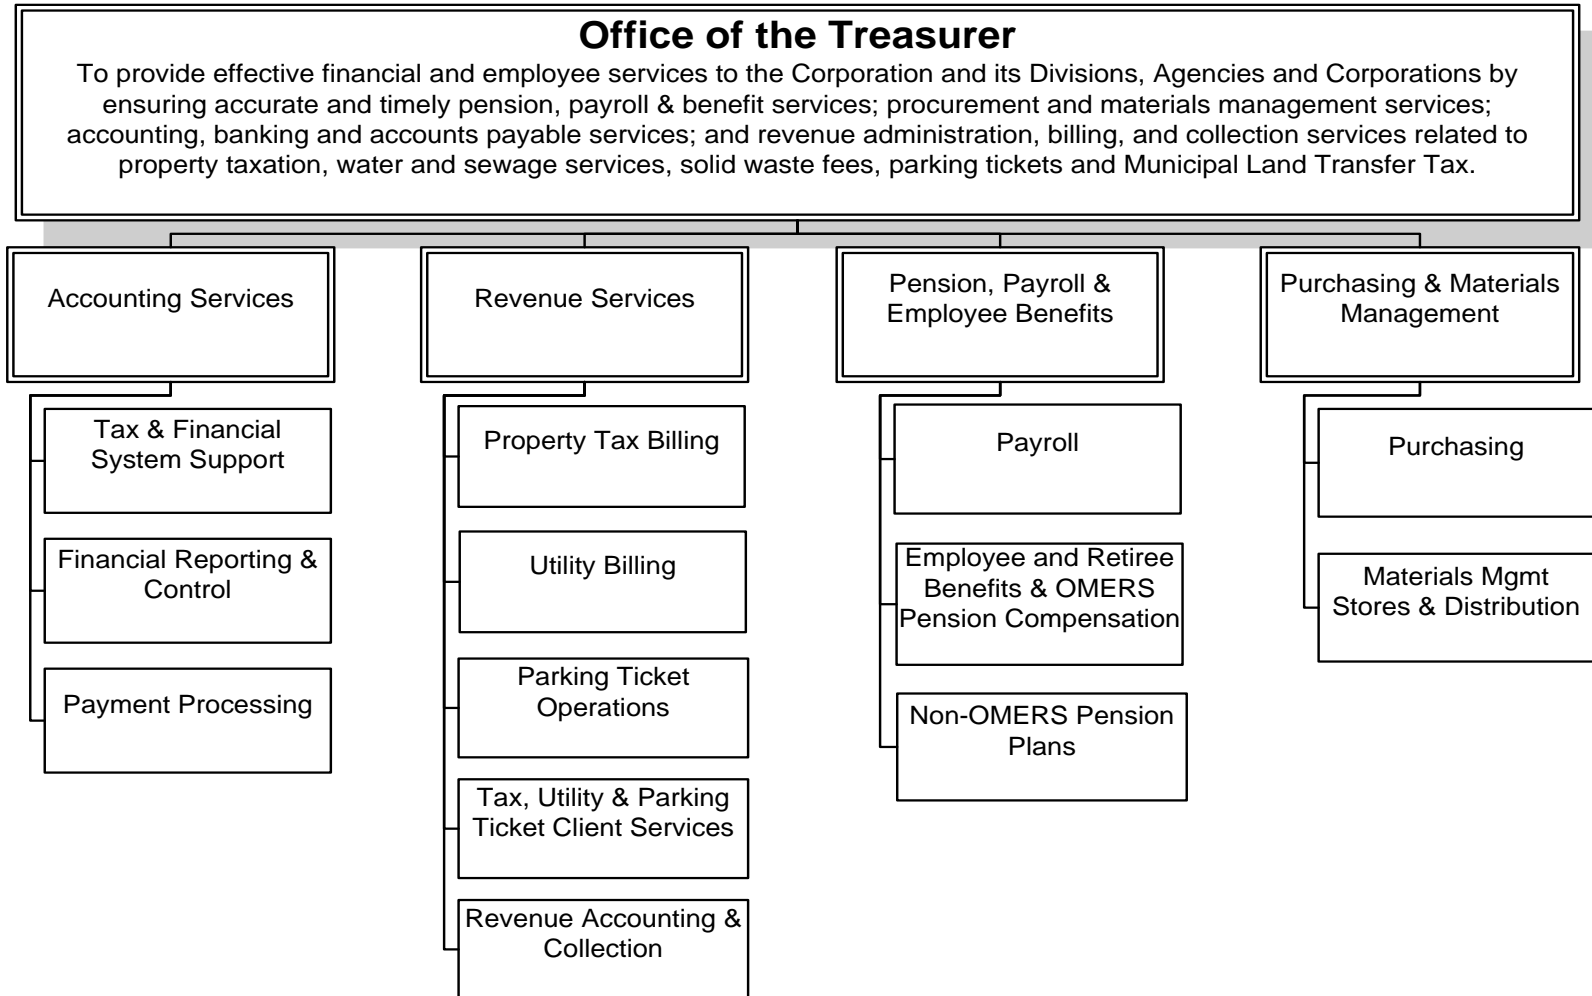 Office of the Treasurer
To provide effective financial and employee services to the Corporation and its Divisions, Agencies and Corporations by
ensuring accurate and timely pension, payroll & benefit services; procurement and materials management services;
accounting, banking and accounts payable services; and revenue administration, billing, and collection services related to
property taxation, water and sewage services, solid waste fees, parking tickets and Municipal Land Transfer Tax.
Accounting Services
Tax & Financial
System Support
Financial Reporting &
Control
Payment Processing
Revenue Services
Property Tax Billing
Utility Billing
Parking Ticket
Operations
Tax, Utility & Parking
Ticket Client Services
Revenue Accounting &
Collection
Pension, Payroll &
Employee Benefits
Payroll
Employee and Retiree
Benefits & OMERS
Pension Compensation
Non-OMERS Pension
Plans
Purchasing & Materials
Management
Purchasing
Materials Mgmt
Stores & Distribution